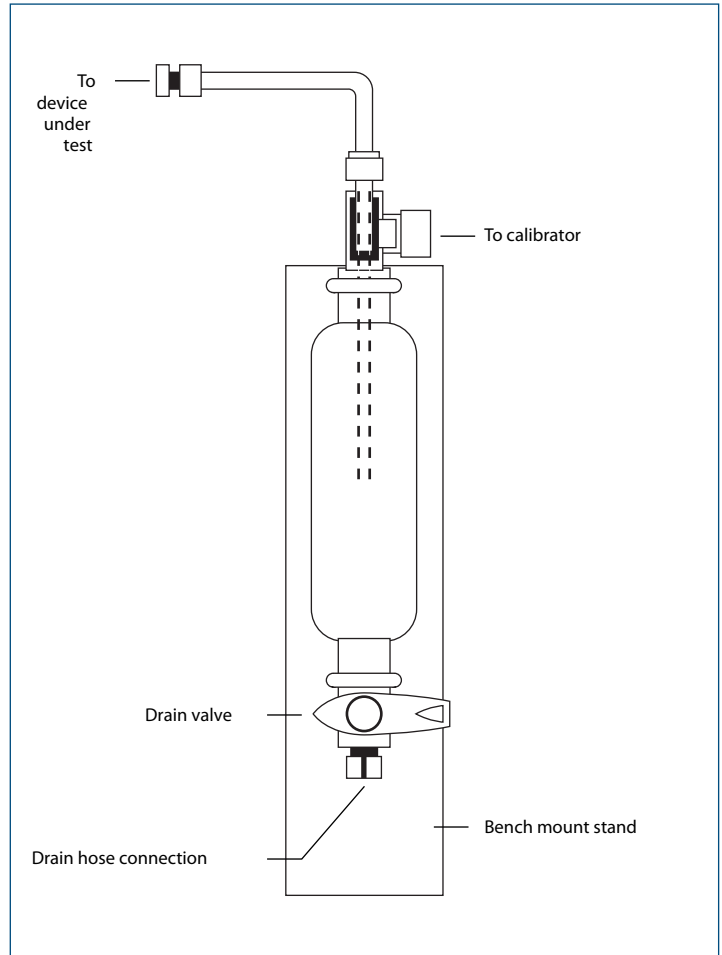 To
device
under
test
To calibrator
Drain valve
Bench mount stand
Drain hose connection